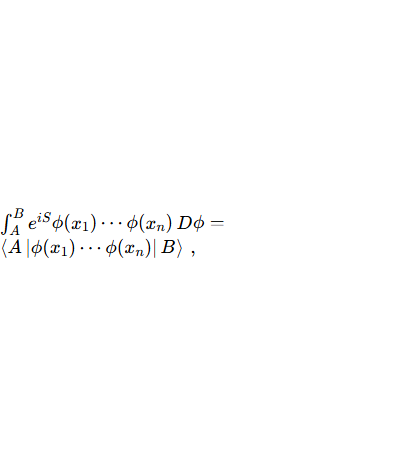 ∫_A^B e^{iS} ϕ(x_1) ⋯ ϕ(x_n) Dϕ =
⟨A |ϕ(x_1) ⋯ ϕ(x_n)| B⟩ ,